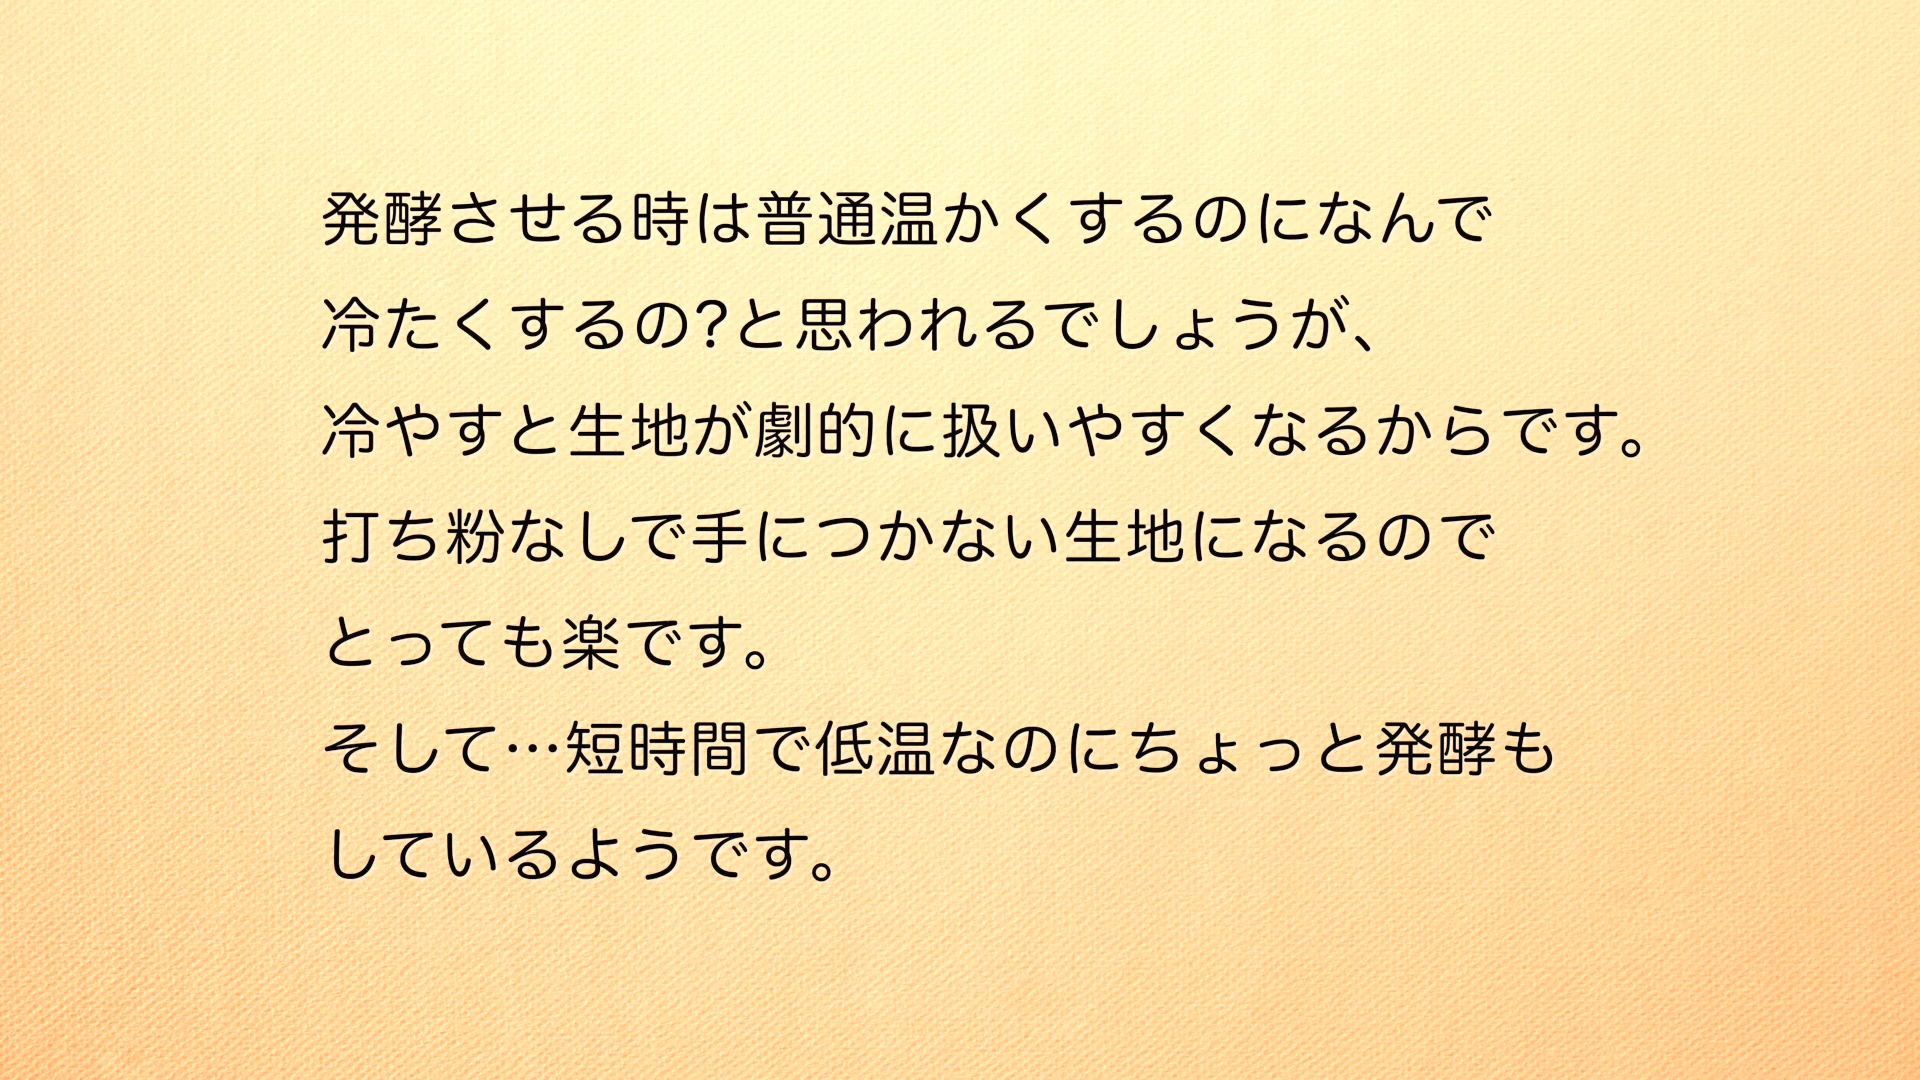 発酵させる時は普通温かくするのになんで
冷たくするの?と思われるでしょうが、
冷やすと生地が劇的に扱いやすくなるからです。
打ち粉なしで手につかない生地になるので
とっても楽です。
そして…短時間で低温なのにちょっと発酵も
しているようです。